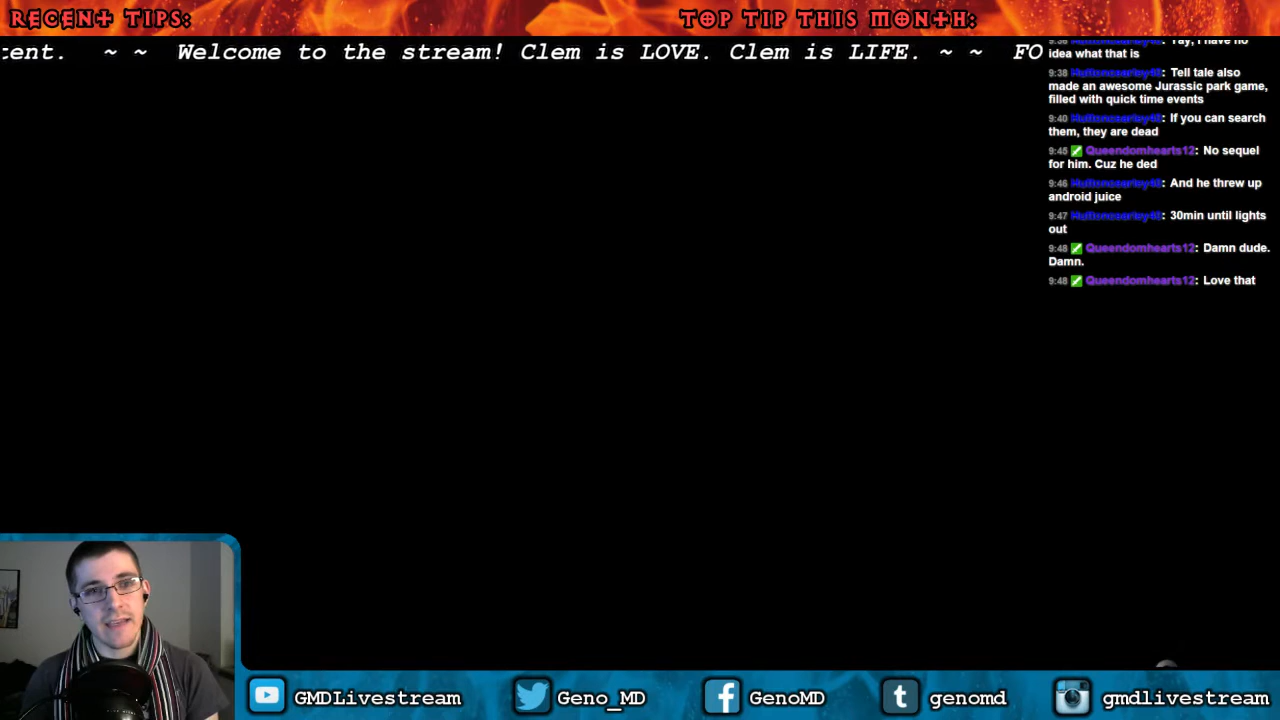 RECENT TIPS:
TOP TIP THIS MONTH:
cent. ~ ~ Welcome to the stream! Clem is LOVE. Clem is LIFE. ~ ~ FO
Yay, I have no
idea what that is
9:38 : Tell tale also
made an awesome Jurassic park game,
filled with quick time events
9:40 : If you can search
them, they are dead
9:45 Queendomhearts12: No sequel
for him. Cuz he ded
9:46 : And he threw up
android juice
9:47 : 30min until lights
out
9:48 Queendomhearts12: Damn dude.
Damn.
9:48 Queendomhearts12: Love that
GMDLivestream
Geno_MD
GenoMD
genomd
gmdlivestream